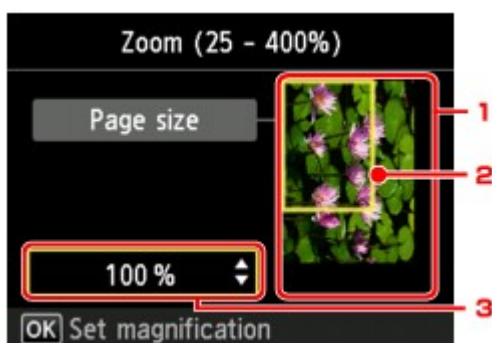 Zoom (25 - 400%)
1
Page size
2
100 %
3
OK Set magnification